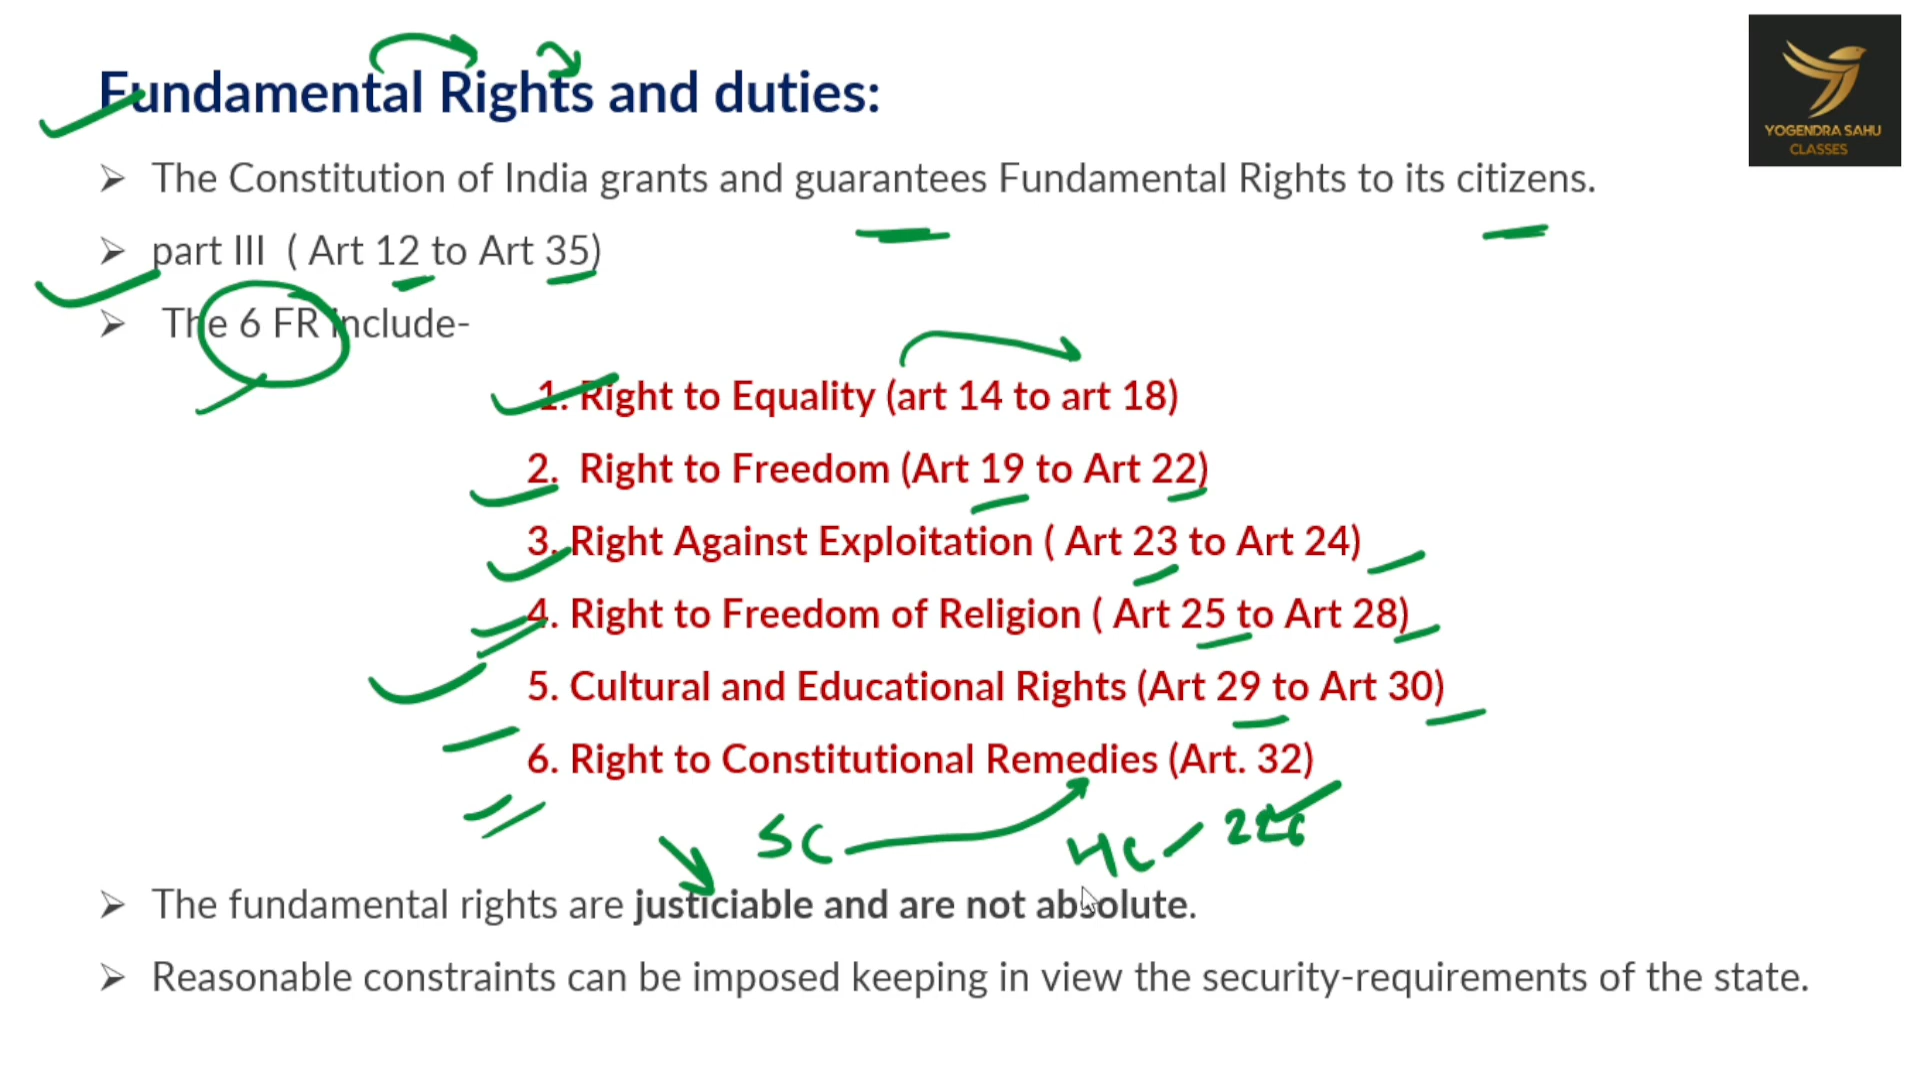 Fundamental Rights and duties:
YOGENDRA SAHU
CLASSES
➢ The Constitution of India grants and guarantees Fundamental Rights to its citizens.
➢ part III ( Art 12 to Art 35)
➢ The 6 FR include-
1. Right to Equality (art 14 to art 18)
2. Right to Freedom (Art 19 to Art 22)
3. Right Against Exploitation ( Art 23 to Art 24)
4. Right to Freedom of Religion ( Art 25 to Art 28)
5. Cultural and Educational Rights (Art 29 to Art 30)
6. Right to Constitutional Remedies (Art. 32)
SC HC 226
➢ The fundamental rights are justiciable and are not absolute.
➢ Reasonable constraints can be imposed keeping in view the security-requirements of the state.